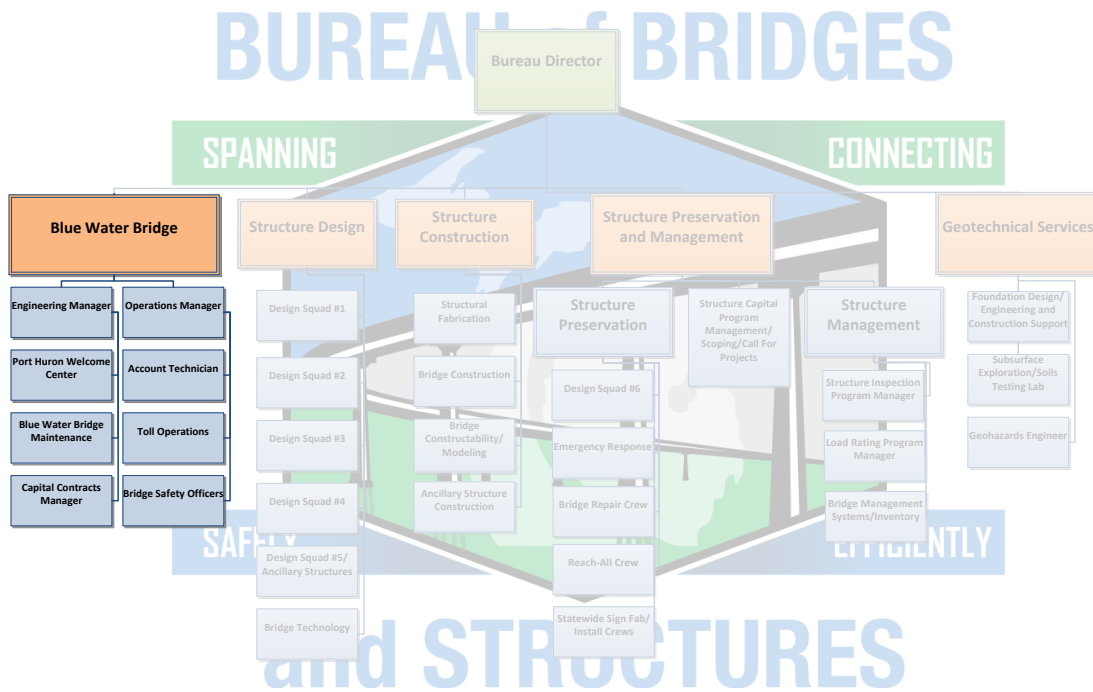 BUREAU of BRIDGES
Bureau Director
SPANNING
CONNECTING
Blue Water Bridge
Structure Design
Structure
Construction
Structure Preservation
and Management
Geotechnical Services
Engineering Manager
Operations Manager
Port Huron Welcome
Center
Account Technician
Blue Water Bridge
Maintenance
Toll Operations
Capital Contracts
Manager
Bridge Safety Officers
Design Squad #1
Design Squad #2
Design Squad #3
Design Squad #4
Design Squad #5/
Ancillary Structures
Bridge Technology
Structural
Fabrication
Bridge Construction
Bridge
Constructability/
Modeling
Ancillary Structure
Construction
Structure
Preservation
Design Squad #6
Emergency Response
Bridge Repair Crew
Reach-All Crew
Statewide Sign Fab/
Install Crews
Structure Capital
Program
Management/
Scoping/Call For
Projects
Structure
Management
Structure Inspection
Program Manager
Load Rating Program
Manager
Bridge Management
Systems/Inventory
Foundation Design/
Engineering and
Construction Support
Subsurface
Exploration/Soils
Testing Lab
Geohazards Engineer
SAFELY
EFFICIENTLY
and STRUCTURES